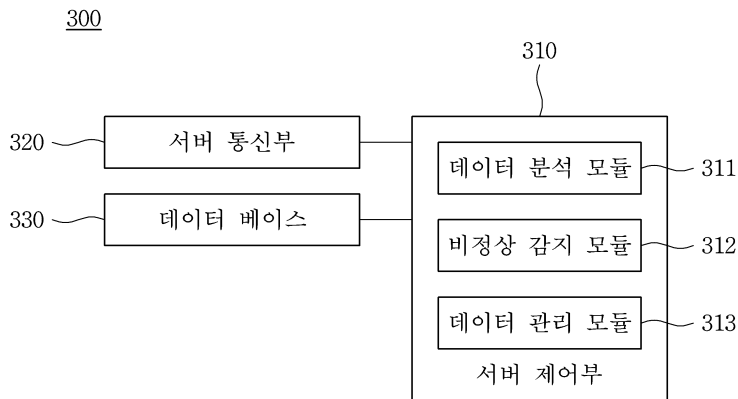 300
310
320
서버 통신부
데이터 분석 모듈
311
330
데이터 베이스
비정상 감지 모듈
312
데이터 관리 모듈
313
서버 제어부